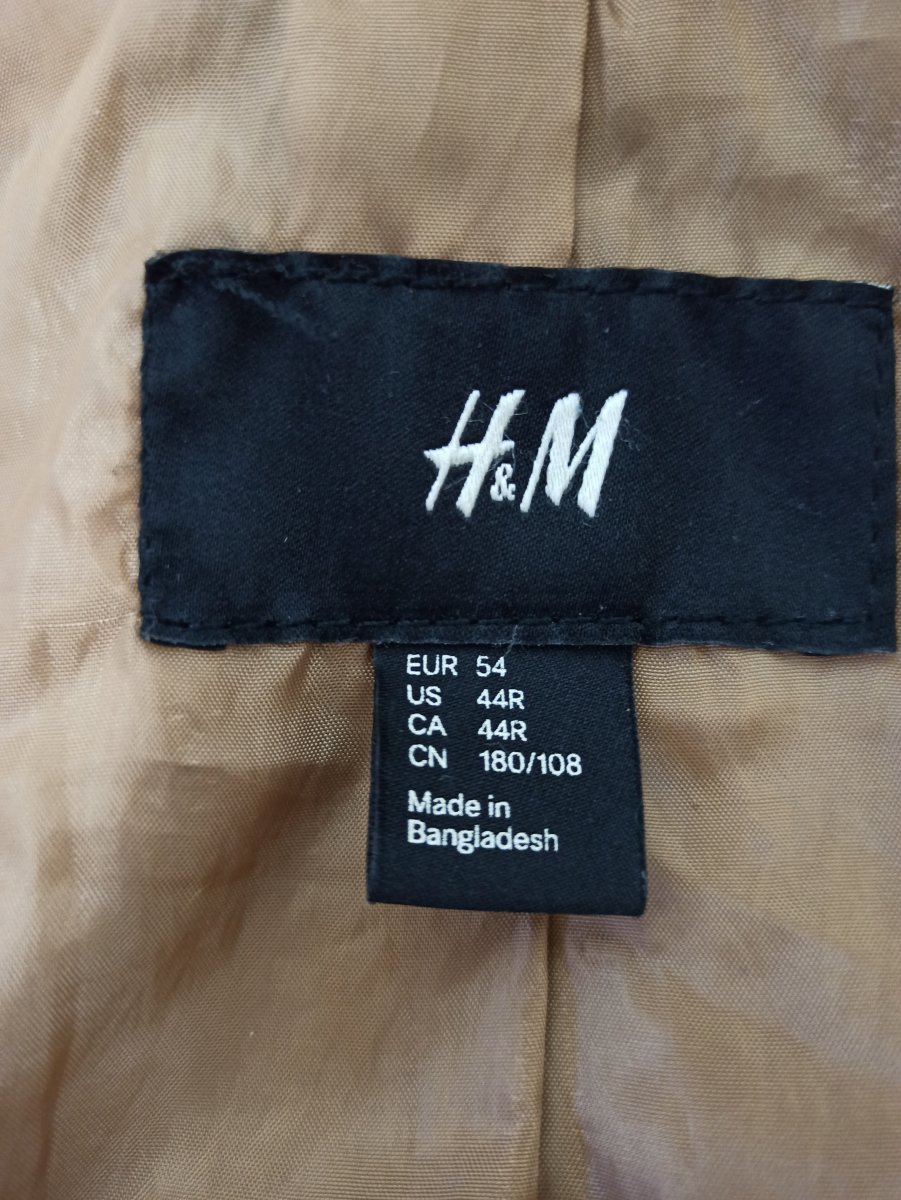 H&M
EUR 54
US 44R
CA 44R
CN 180/108
Made in
Bangladesh